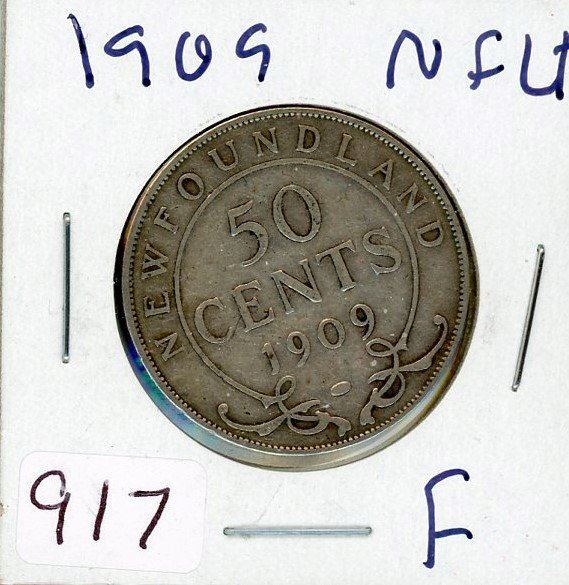 1909 NFLd
NEWFOUNDLAND
50
CENTS
1909
917
F